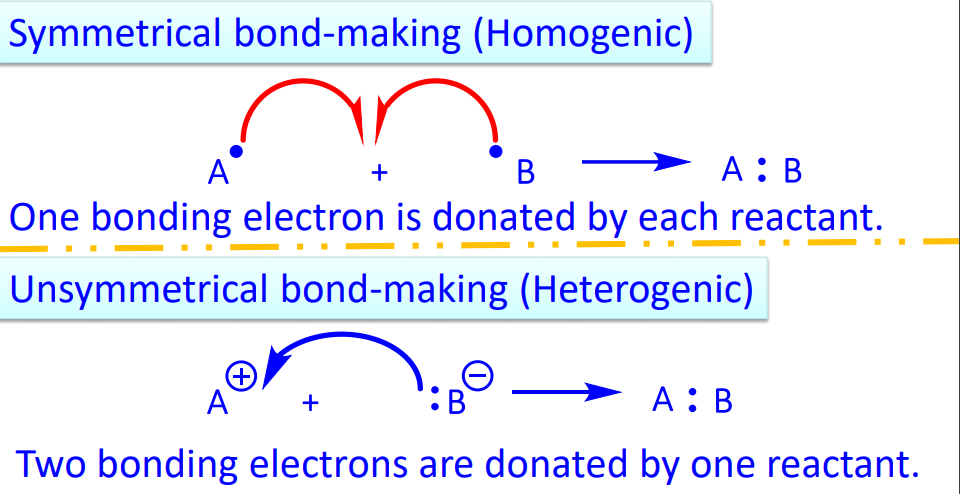 Symmetrical bond-making (Homogenic)
A• + •B → A : B
One bonding electron is donated by each reactant.
Unsymmetrical bond-making (Heterogenic)
A⊕ + :B⊖ → A : B
Two bonding electrons are donated by one reactant.